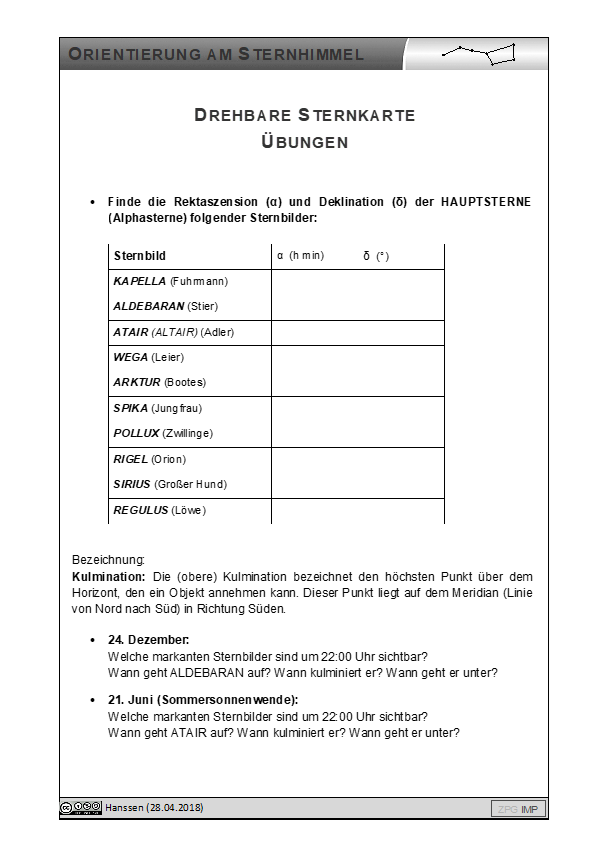 ORIENTIERUNG AM STERNHIMMEL
DREHBARE STERNKARTE
ÜBUNGEN
• Finde die Rektaszension (α) und Deklination (δ) der HAUPTSTERNE
(Alphasterne) folgender Sternbilder:
Sternbild α (h min) δ (°)
KAPELLA (Fuhrmann)
ALDEBARAN (Stier)
ATAIR (ALTAIR) (Adler)
WEGA (Leier)
ARKTUR (Bootes)
SPIKA (Jungfrau)
POLLUX (Zwillinge)
RIGEL (Orion)
SIRIUS (Großer Hund)
REGULUS (Löwe)
Bezeichnung:
Kulmination: Die (obere) Kulmination bezeichnet den höchsten Punkt über dem
Horizont, den ein Objekt annehmen kann. Dieser Punkt liegt auf dem Meridian (Linie
von Nord nach Süd) in Richtung Süden.
• 24. Dezember:
Welche markanten Sternbilder sind um 22:00 Uhr sichtbar?
Wann geht ALDEBARAN auf? Wann kulminiert er? Wann geht er unter?
• 21. Juni (Sommersonnenwende):
Welche markanten Sternbilder sind um 22:00 Uhr sichtbar?
Wann geht ATAIR auf? Wann kulminiert er? Wann geht er unter?
Hanssen (28.04.2018) ZPG IMP